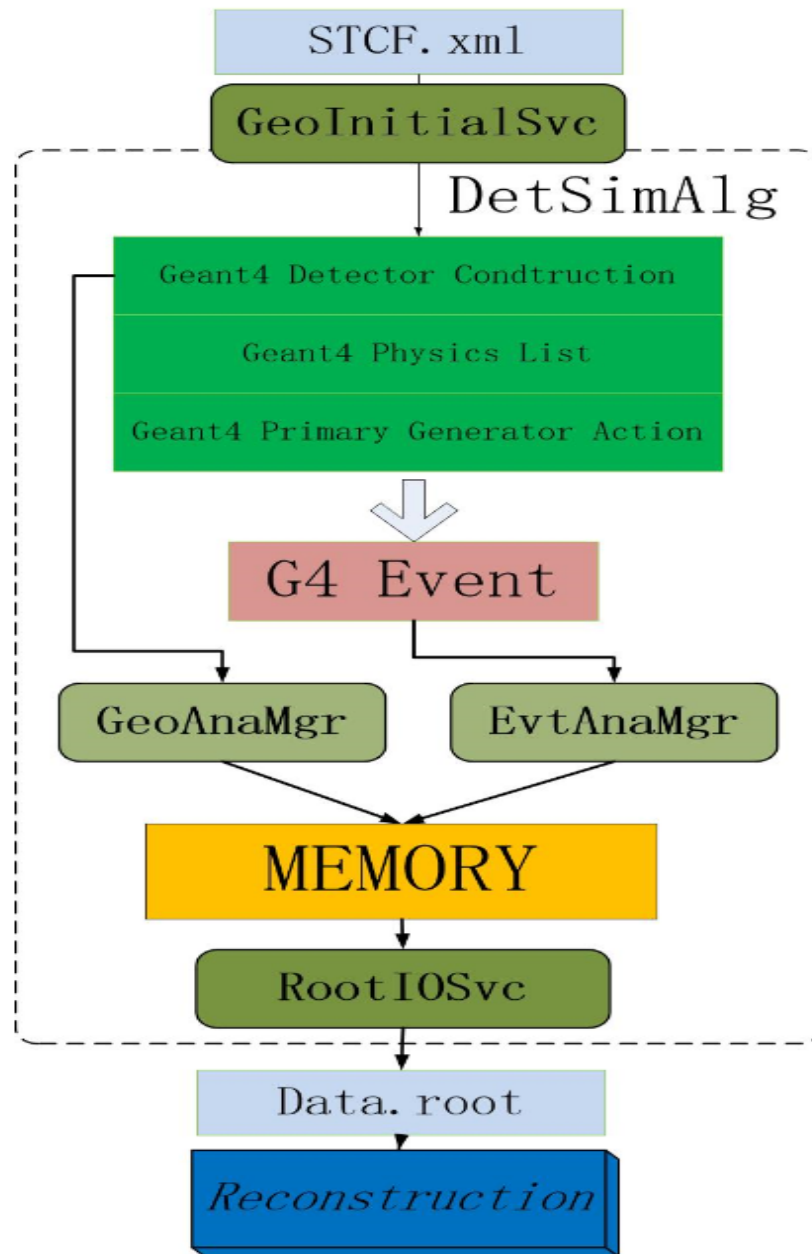 STCF.xml
GeoInitialSvc
DetSimAlg
Geant4 Detector Condtruction
Geant4 Physics List
Geant4 Primary Generator Action
G4 Event
GeoAnaMgr
EvtAnaMgr
MEMORY
RootIOSvc
Data.root
Reconstruction